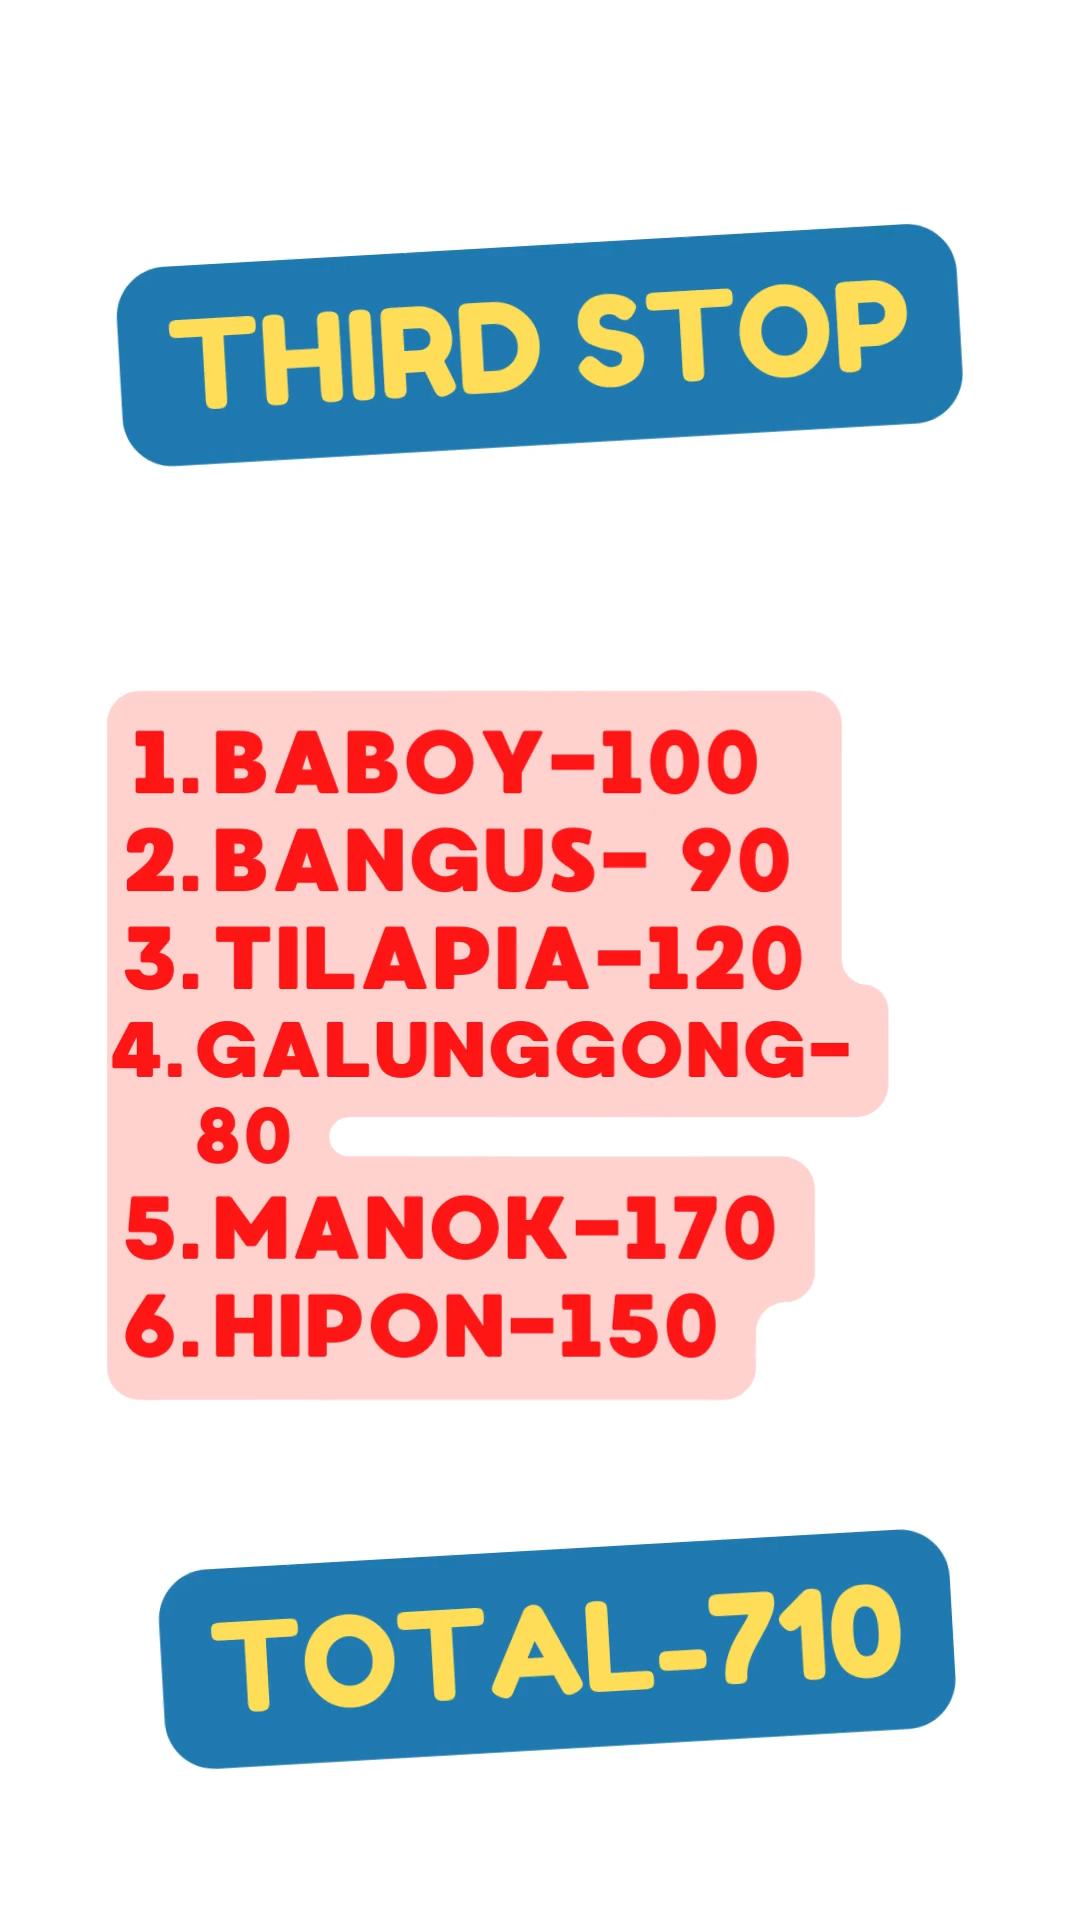 THIRD STOP
1. BABOY-100
2. BANGUS- 90
3. TILAPIA-120
4. GALUNGGONG-
80
5. MANOK-170
6. HIPON-150
TOTAL-710